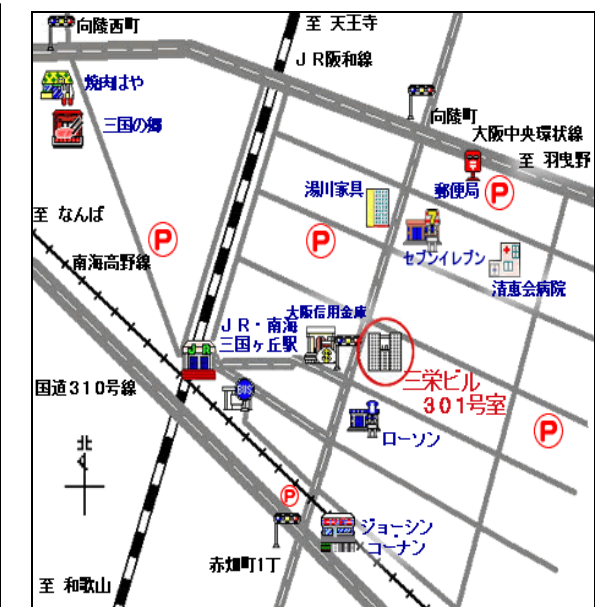 向陵西町
至 天王寺
JR阪和線
焼肉はや
三国の郷
向陵町
大阪中央環状線
至 羽曳野
湯川家具
郵便局
P
至 なんば
P
P
セブンイレブン
清恵会病院
南海高野線
大阪信用金庫
JR・南海
三国ヶ丘駅
JR
三栄ビル
301号室
国道310号線
BUS
ローソン
P
北
P
ジョーシン
コーナン
赤畑町1丁
至 和歌山